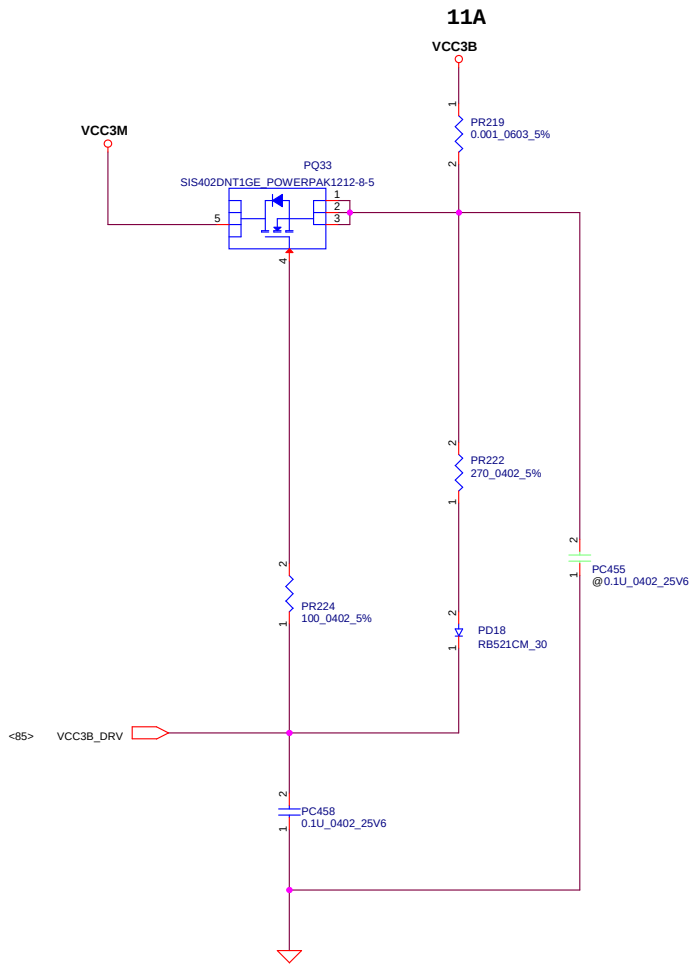 11A
VCC3B
1
PR219
0.001_0603_5%
2
VCC3M
PQ33
SIS402DNT1GE_POWERPAK1212-8-5
1
2
3
5
4
2
PR222
270_0402_5%
1
2
PC455
@0.1U_0402_25V6
1
2
PR224
100_0402_5%
1
2
PD18
RB521CM_30
1
<85>
VCC3B_DRV
2
PC458
0.1U_0402_25V6
1